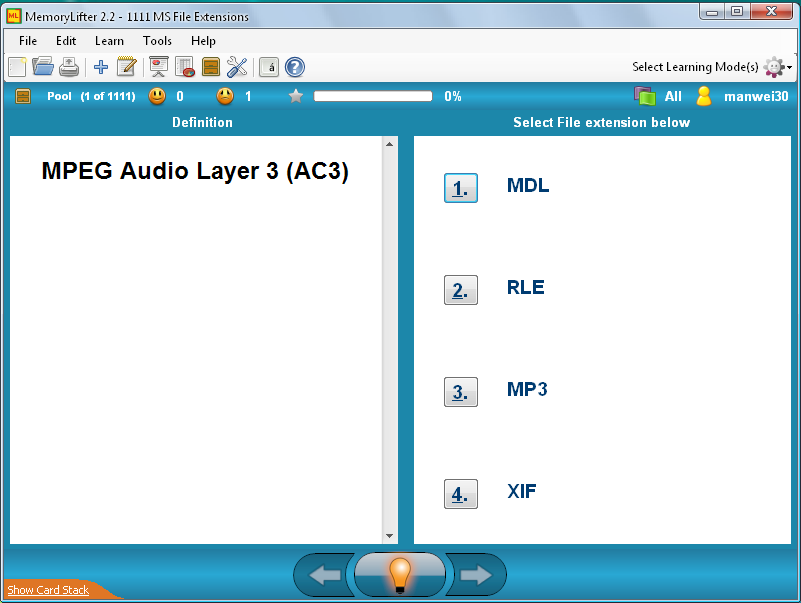 ML MemoryLifter 2.2 - 1111 MS File Extensions
File Edit Learn Tools Help
á ? Select Learning Mode(s)
Pool (1 of 1111) 0 1 0% All manwei30
Definition
MPEG Audio Layer 3 (AC3)
Select File extension below
1. MDL
2. RLE
3. MP3
4. XIF
Show Card Stack